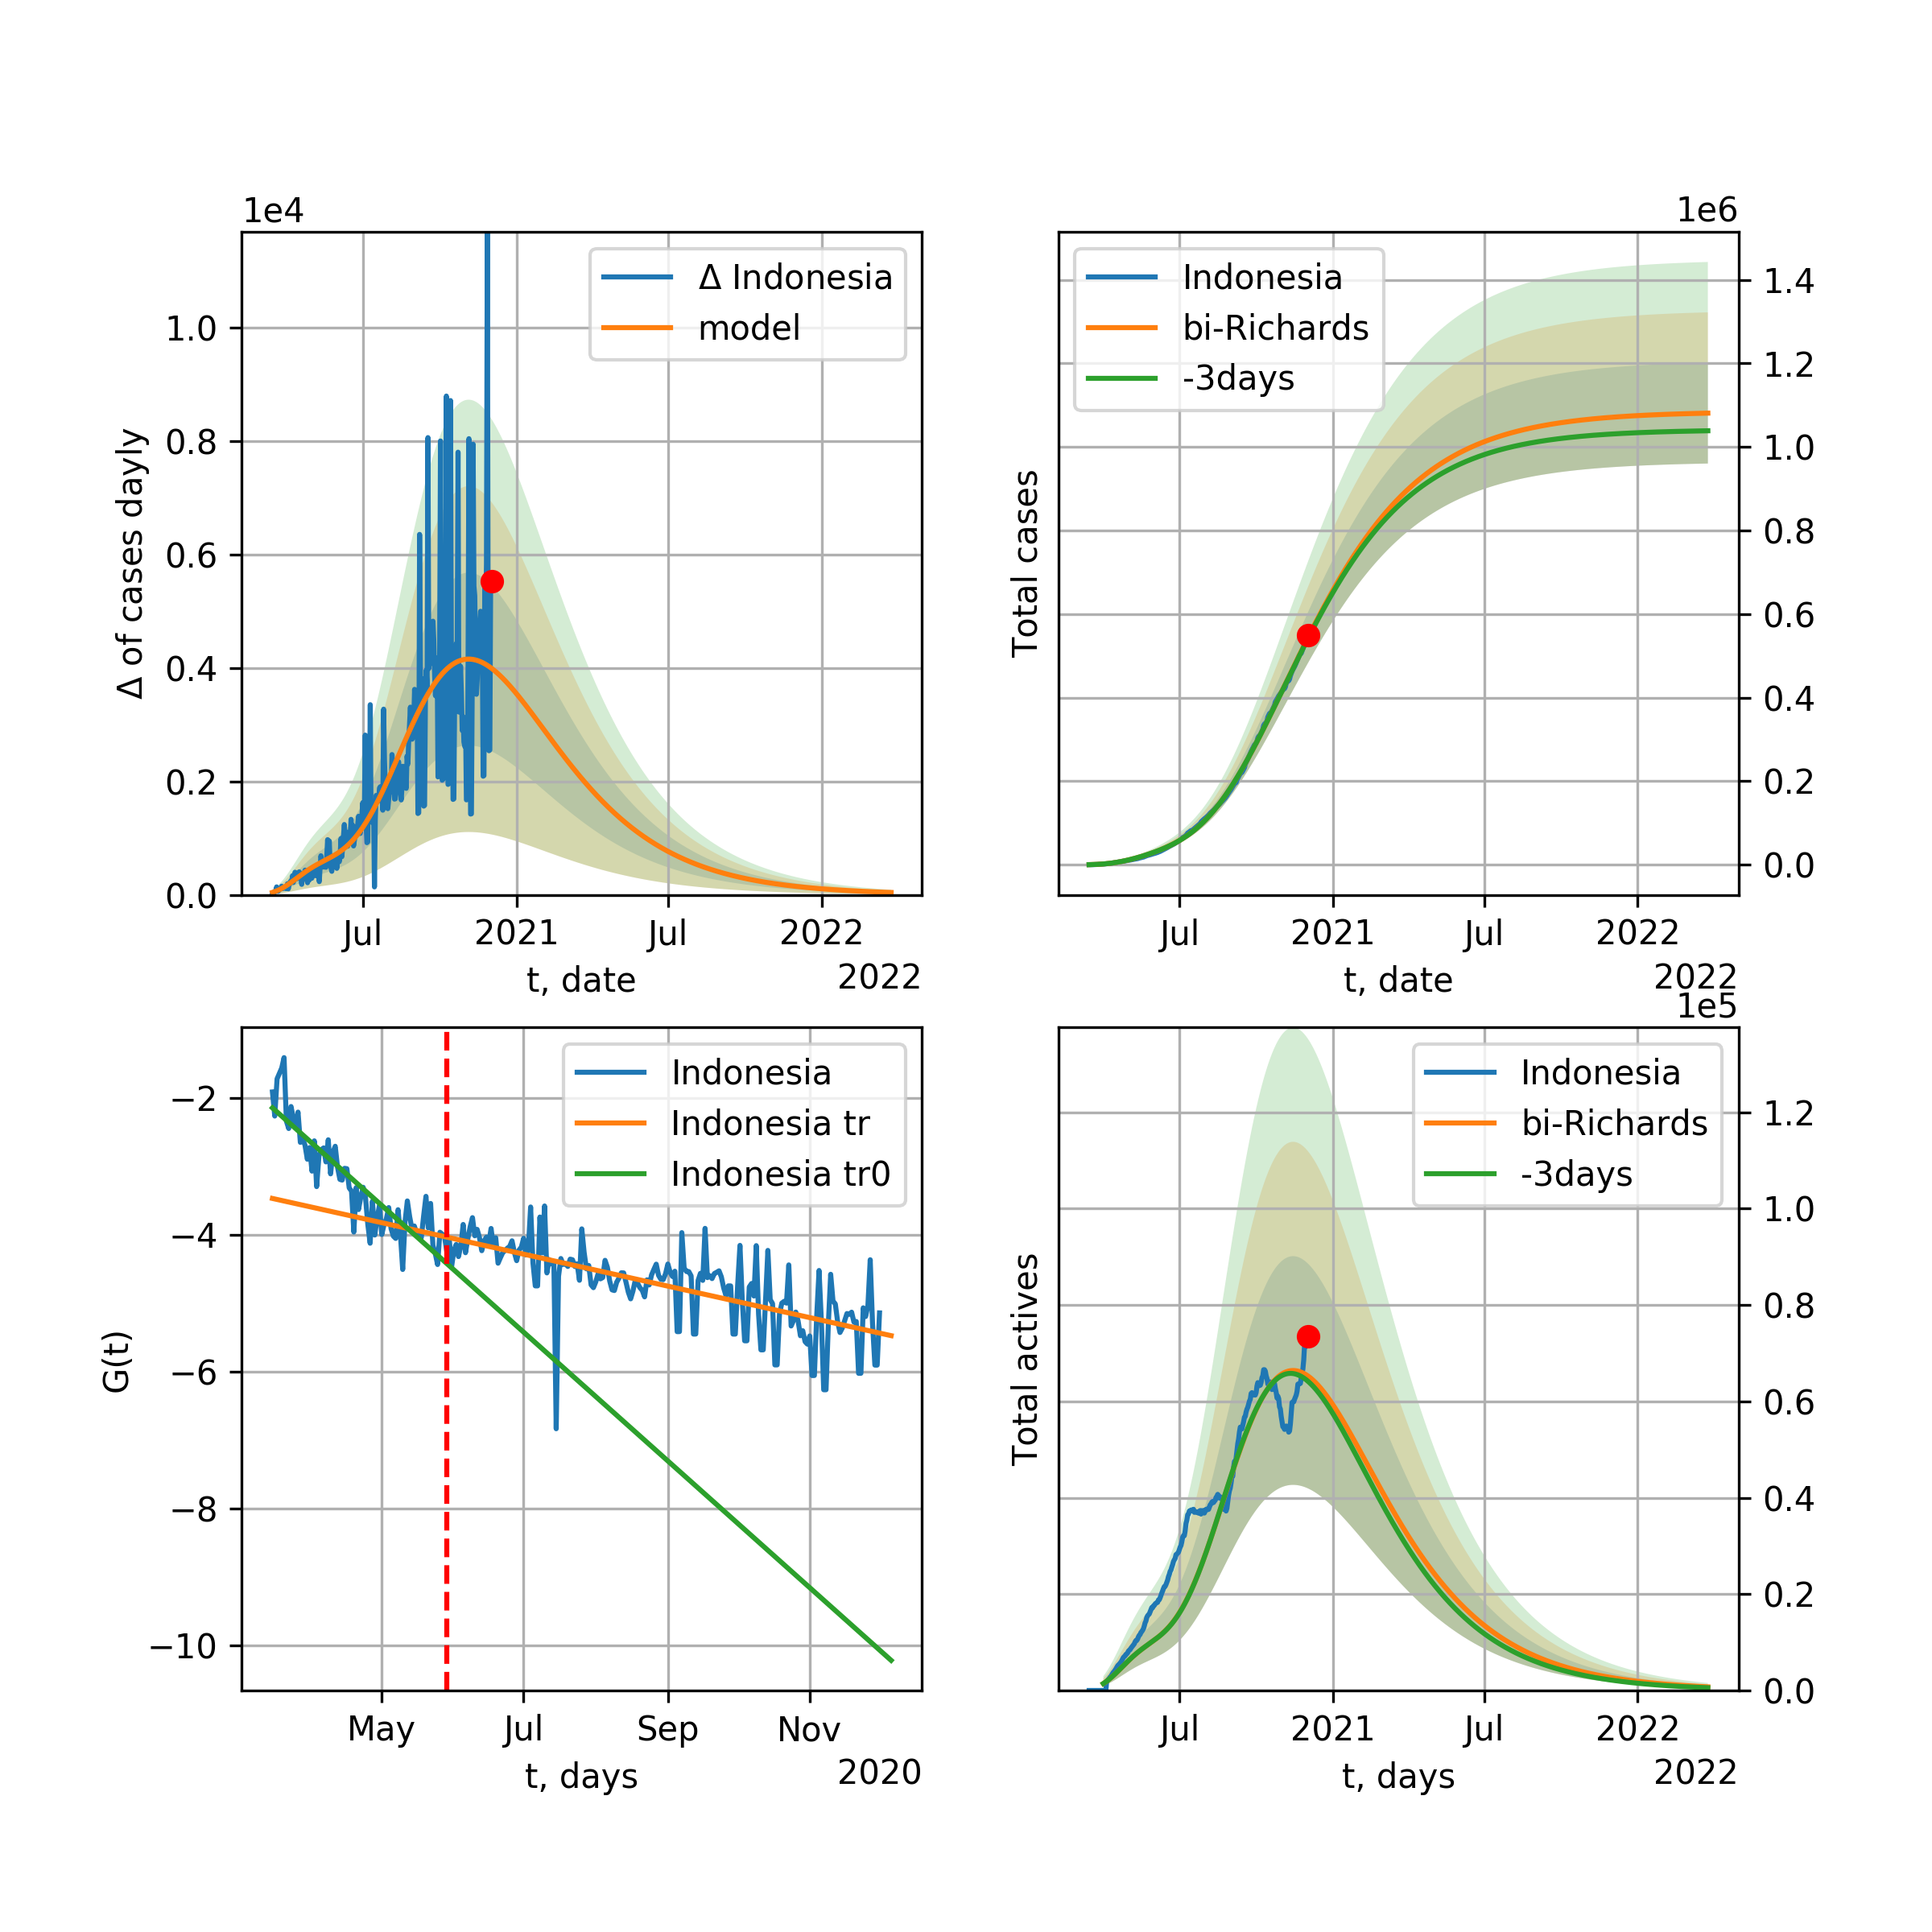 1e4
Δ of cases dayly
1.0
0.8
0.6
0.4
0.2
0.0
Δ Indonesia
model
Jul
2021
Jul
2022
t, date
2022
1e6
Total cases
Indonesia
bi-Richards
-3days
1.4
1.2
1.0
0.8
0.6
0.4
0.2
0.0
Jul
2021
Jul
2022
t, date
2022
G(t)
−2
−4
−6
−8
−10
Indonesia
Indonesia tr
Indonesia tr0
May
Jul
Sep
Nov
t, days
2020
1e5
Total actives
Indonesia
bi-Richards
-3days
1.2
1.0
0.8
0.6
0.4
0.2
0.0
Jul
2021
Jul
2022
t, days
2022